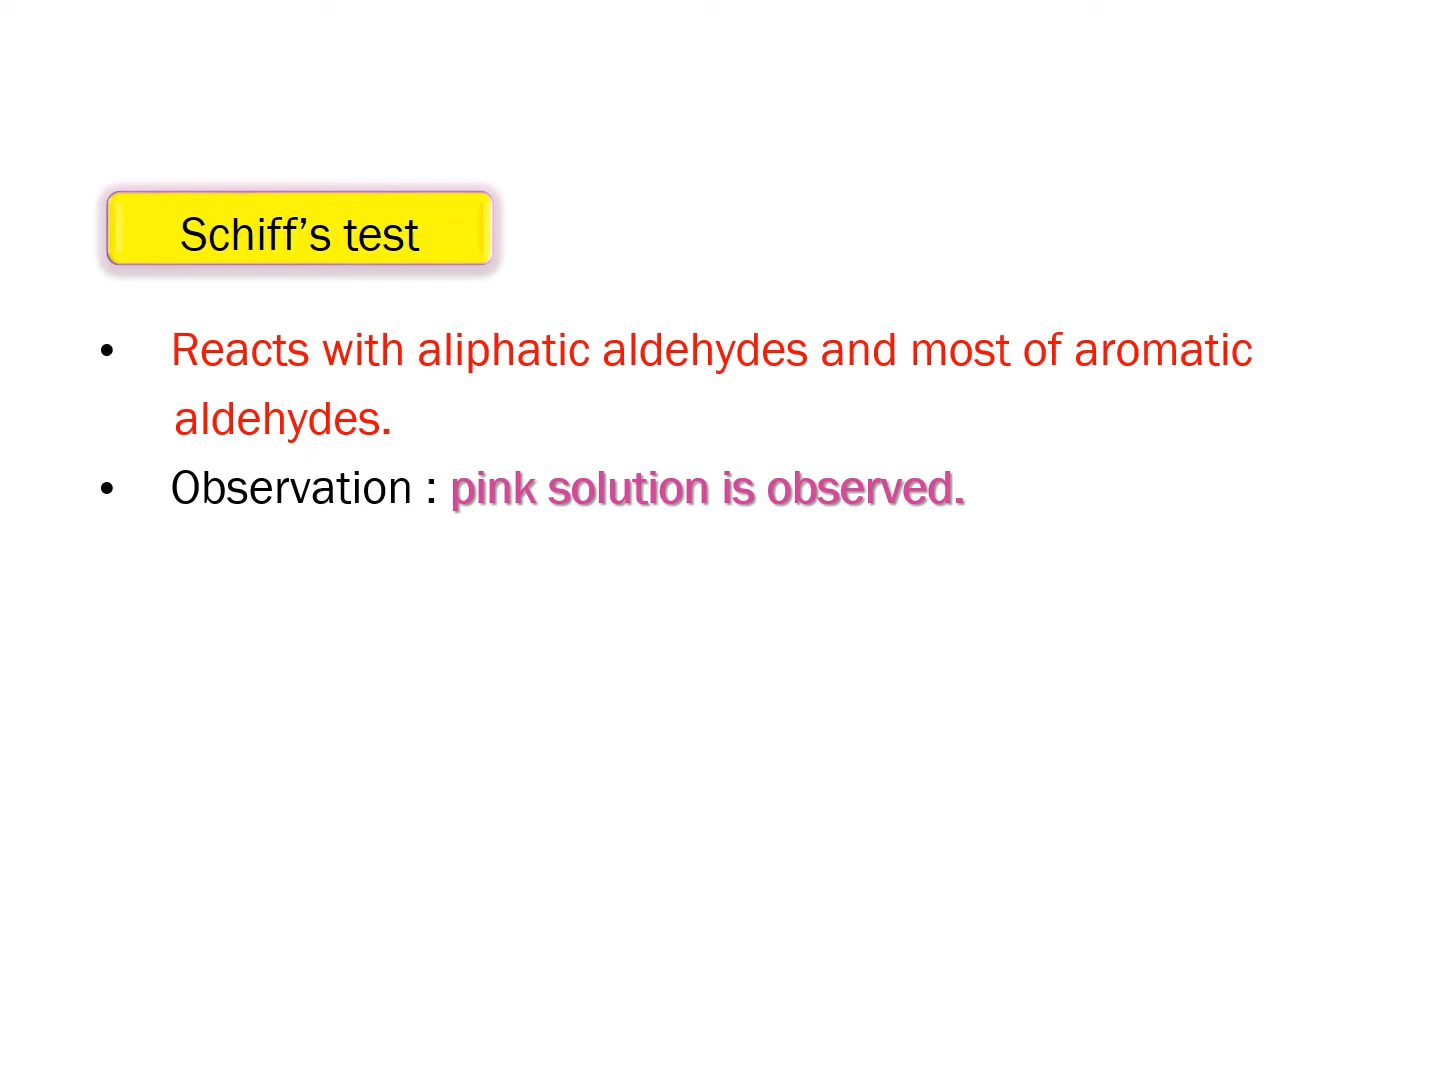 Schiff’s test
• Reacts with aliphatic aldehydes and most of aromatic
aldehydes.
• Observation : pink solution is observed.